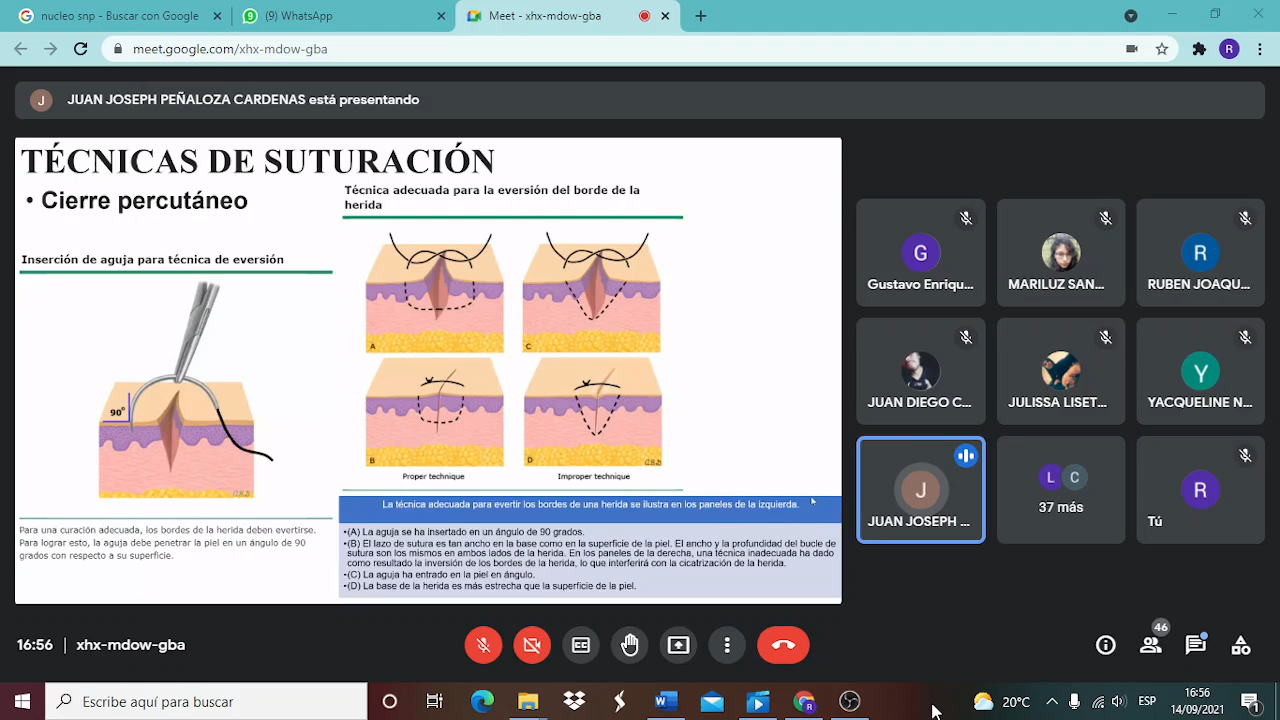 nucleo snp - Buscar con Google
(9) WhatsApp
Meet - xhx-mdow-gba
meet.google.com/xhx-mdow-gba
R
J
JUAN JOSEPH PEÑALOZA CARDENAS está presentando
TÉCNICAS DE SUTURACIÓN
• Cierre percutáneo
Inserción de aguja para técnica de eversión
90°
Para una curación adecuada, los bordes de la herida deben evertirse.
Para lograr esto, la aguja debe penetrar la piel en un ángulo de 90
grados con respecto a su superficie.
Técnica adecuada para la eversión del borde de la
herida
A
C
B
D
Proper technique
Improper technique
La técnica adecuada para evertir los bordes de una herida se ilustra en los paneles de la izquierda.
•(A) La aguja se ha insertado en un ángulo de 90 grados.
•(B) El lazo de sutura es tan ancho en la base como en la superficie de la piel. El ancho y la profundidad del bucle de
sutura son los mismos en ambos lados de la herida. En los paneles de la derecha, una técnica inadecuada ha dado
como resultado la inversión de los bordes de la herida, lo que interferirá con la cicatrización de la herida.
•(C) La aguja ha entrado en la piel en ángulo.
•(D) La base de la herida es más estrecha que la superficie de la piel.
G
Gustavo Enriqu...
MARILUZ SAN...
R
RUBEN JOAQU...
JUAN DIEGO C...
JULISSA LISET...
Y
YACQUELINE N...
J
JUAN JOSEPH ...
L C
37 más
R
Tú
16:56 | xhx-mdow-gba
46
Escribe aquí para buscar
20°C
ESP
16:56
14/09/2021
1